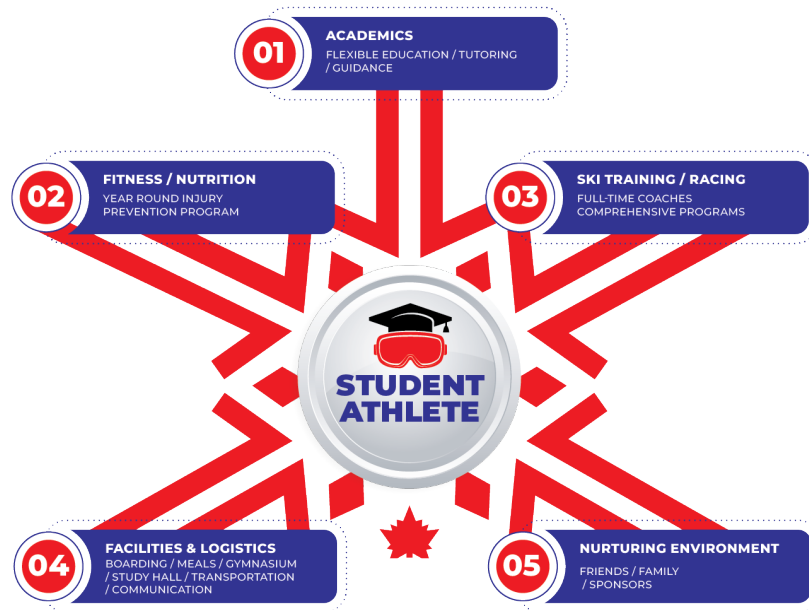 01
ACADEMICS
FLEXIBLE EDUCATION / TUTORING
/ GUIDANCE
02
FITNESS / NUTRITION
YEAR ROUND INJURY
PREVENTION PROGRAM
03
SKI TRAINING / RACING
FULL-TIME COACHES
COMPREHENSIVE PROGRAMS
STUDENT
ATHLETE
04
FACILITIES & LOGISTICS
BOARDING / MEALS / GYMNASIUM
/ STUDY HALL / TRANSPORTATION
/ COMMUNICATION
05
NURTURING ENVIRONMENT
FRIENDS / FAMILY
/ SPONSORS